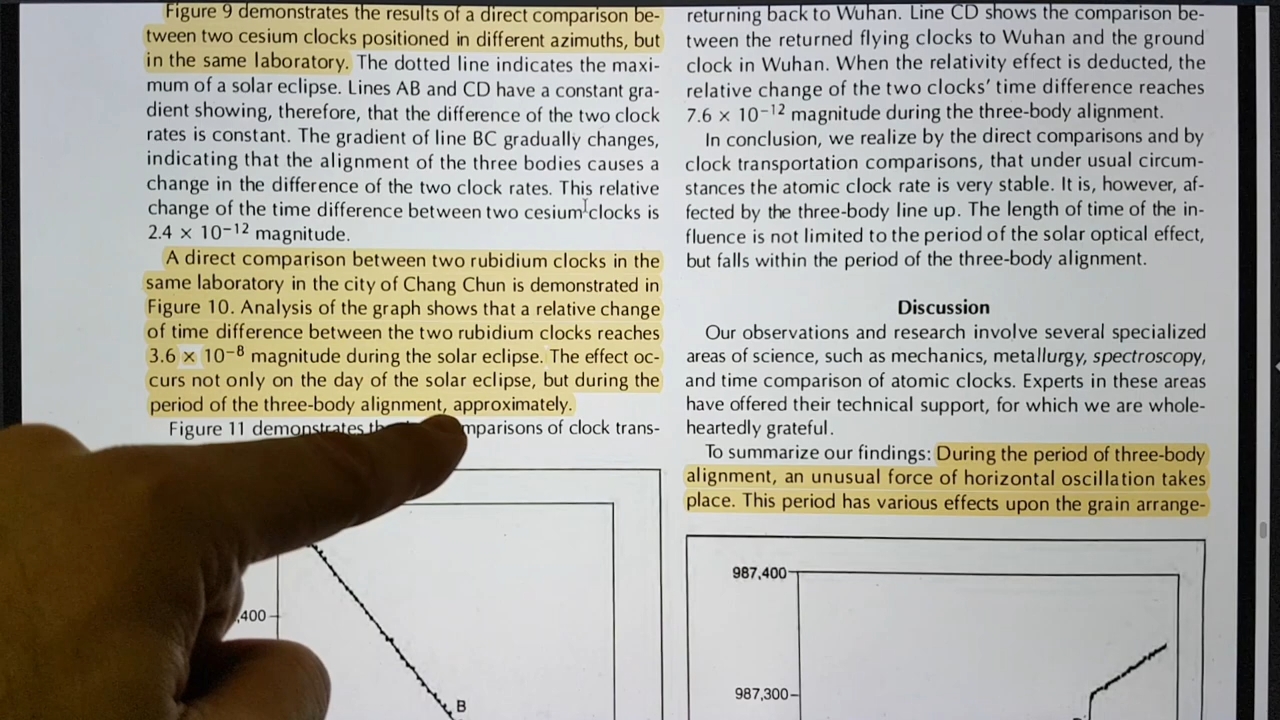 Figure 9 demonstrates the results of a direct comparison be-
tween two cesium clocks positioned in different azimuths, but
in the same laboratory. The dotted line indicates the maxi-
mum of a solar eclipse. Lines AB and CD have a constant gra-
dient showing, therefore, that the difference of the two clock
rates is constant. The gradient of line BC gradually changes,
indicating that the alignment of the three bodies causes a
change in the difference of the two clock rates. This relative
change of the time difference between two cesium clocks is
2.4 × 10⁻¹² magnitude.
A direct comparison between two rubidium clocks in the
same laboratory in the city of Chang Chun is demonstrated in
Figure 10. Analysis of the graph shows that a relative change
of time difference between the two rubidium clocks reaches
3.6 × 10⁻⁸ magnitude during the solar eclipse. The effect oc-
curs not only on the day of the solar eclipse, but during the
period of the three-body alignment, approximately.
Figure 11 demonstrates comparisons of clock trans-
,400
B
returning back to Wuhan. Line CD shows the comparison be-
tween the returned flying clocks to Wuhan and the ground
clock in Wuhan. When the relativity effect is deducted, the
relative change of the two clocks' time difference reaches
7.6 × 10⁻¹² magnitude during the three-body alignment.
In conclusion, we realize by the direct comparisons and by
clock transportation comparisons, that under usual circum-
stances the atomic clock rate is very stable. It is, however, af-
fected by the three-body line up. The length of time of the in-
fluence is not limited to the period of the solar optical effect,
but falls within the period of the three-body alignment.
Discussion
Our observations and research involve several specialized
areas of science, such as mechanics, metallurgy, spectroscopy,
and time comparison of atomic clocks. Experts in these areas
have offered their technical support, for which we are whole-
heartedly grateful.
To summarize our findings: During the period of three-body
alignment, an unusual force of horizontal oscillation takes
place. This period has various effects upon the grain arrange-
987,400
987,300